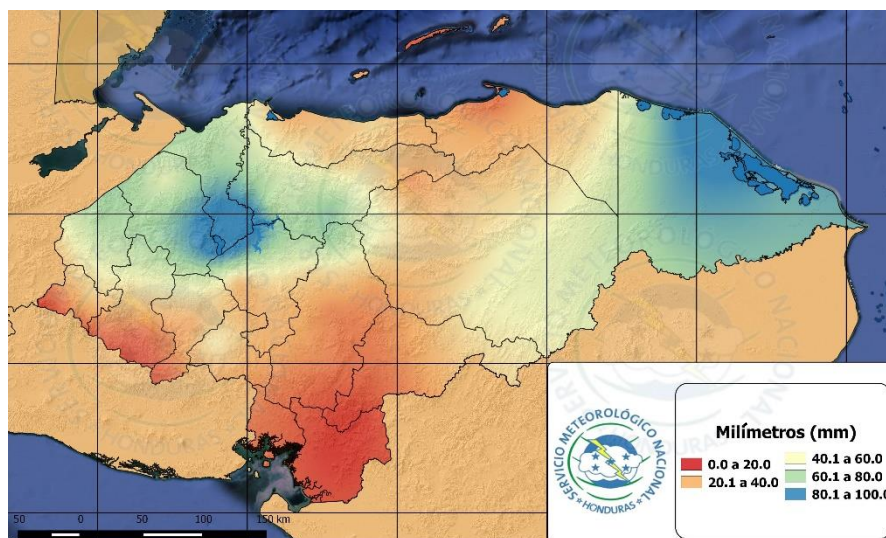 SERVICIO METEOROLÓGICO NACIONAL
* HONDURAS *
Milímetros (mm)
0.0 a 20.0
20.1 a 40.0
40.1 a 60.0
60.1 a 80.0
80.1 a 100.0
50 0 50 100 150 km